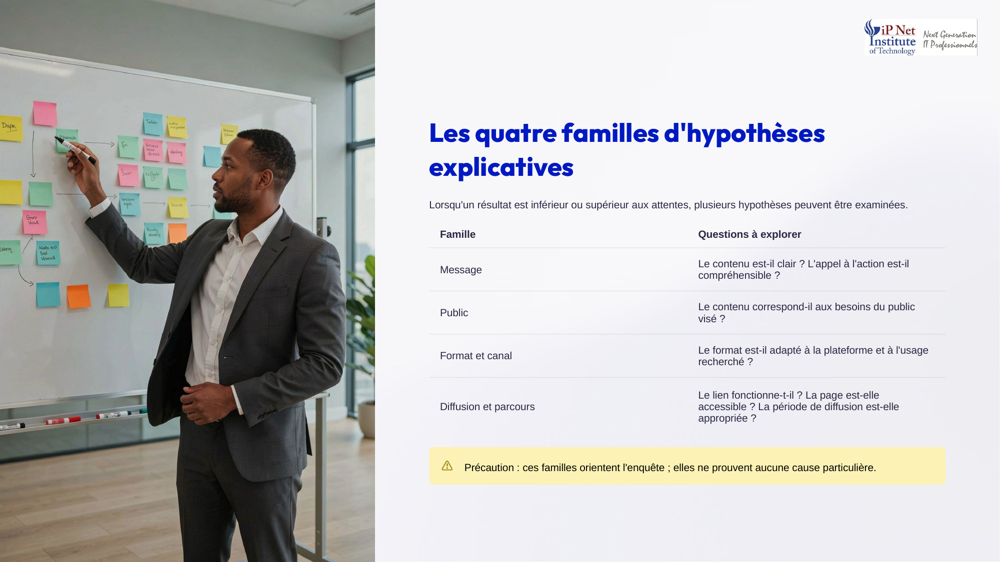 iP Net
Institute
of Technology
Next Generation
IT Professionnels
Les quatre familles d'hypothèses
explicatives
Lorsqu'un résultat est inférieur ou supérieur aux attentes, plusieurs hypothèses peuvent être examinées.
Famille
Questions à explorer
Message
Le contenu est-il clair ? L'appel à l'action est-il
compréhensible ?
Public
Le contenu correspond-il aux besoins du public
visé ?
Format et canal
Le format est-il adapté à la plateforme et à l'usage
recherché ?
Diffusion et parcours
Le lien fonctionne-t-il ? La page est-elle
accessible ? La période de diffusion est-elle
appropriée ?
Précaution : ces familles orientent l'enquête ; elles ne prouvent aucune cause particulière.